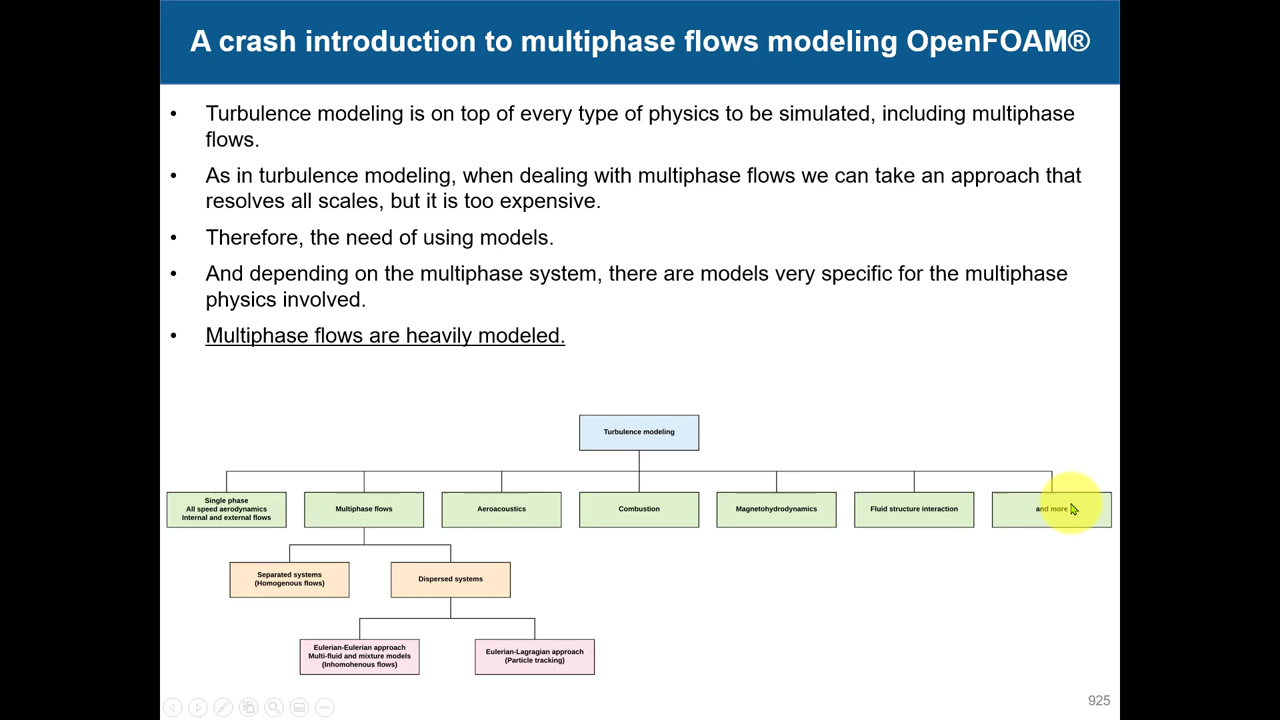 A crash introduction to multiphase flows modeling OpenFOAM®
• Turbulence modeling is on top of every type of physics to be simulated, including multiphase
flows.
• As in turbulence modeling, when dealing with multiphase flows we can take an approach that
resolves all scales, but it is too expensive.
• Therefore, the need of using models.
• And depending on the multiphase system, there are models very specific for the multiphase
physics involved.
• Multiphase flows are heavily modeled.
Turbulence modeling
Single phase
All speed aerodynamics
Internal and external flows
Multiphase flows
Aeroacoustics
Combustion
Magnetohydrodynamics
Fluid structure interaction
and more
Separated systems
(Homogenous flows)
Dispersed systems
Eulerian-Eulerian approach
Multi-fluid and mixture models
(Inhomohenous flows)
Eulerian-Lagragian approach
(Particle tracking)
925